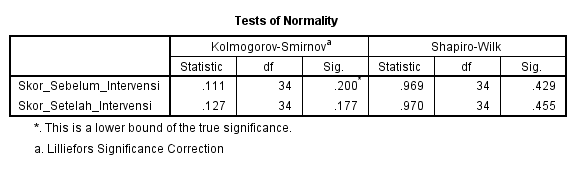 Tests of Normality
Kolmogorov-Smirnovᵃ Shapiro-Wilk
Statistic df Sig. Statistic df Sig.
Skor_Sebelum_Intervensi .111 34 .200* .969 34 .429
Skor_Setelah_Intervensi .127 34 .177 .970 34 .455
*. This is a lower bound of the true significance.
a. Lilliefors Significance Correction